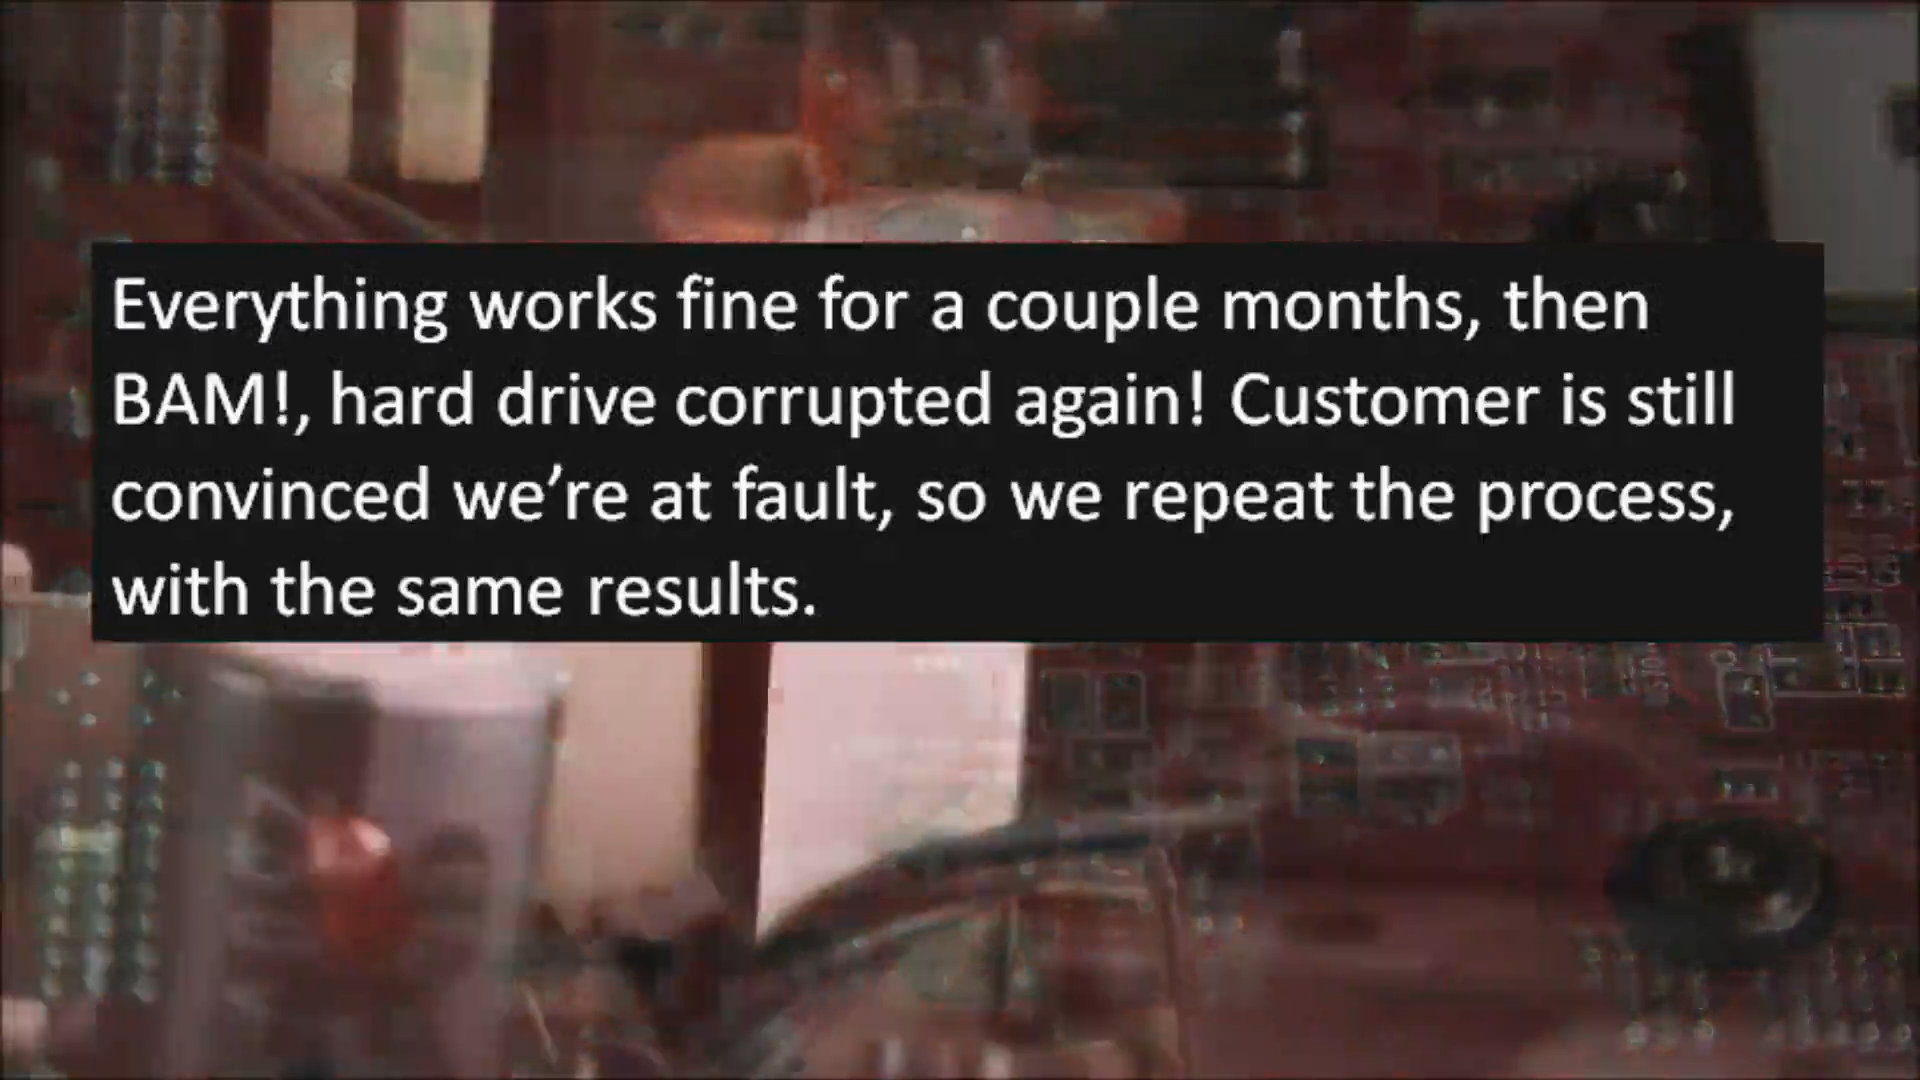 Everything works fine for a couple months, then
BAM!, hard drive corrupted again! Customer is still
convinced we’re at fault, so we repeat the process,
with the same results.